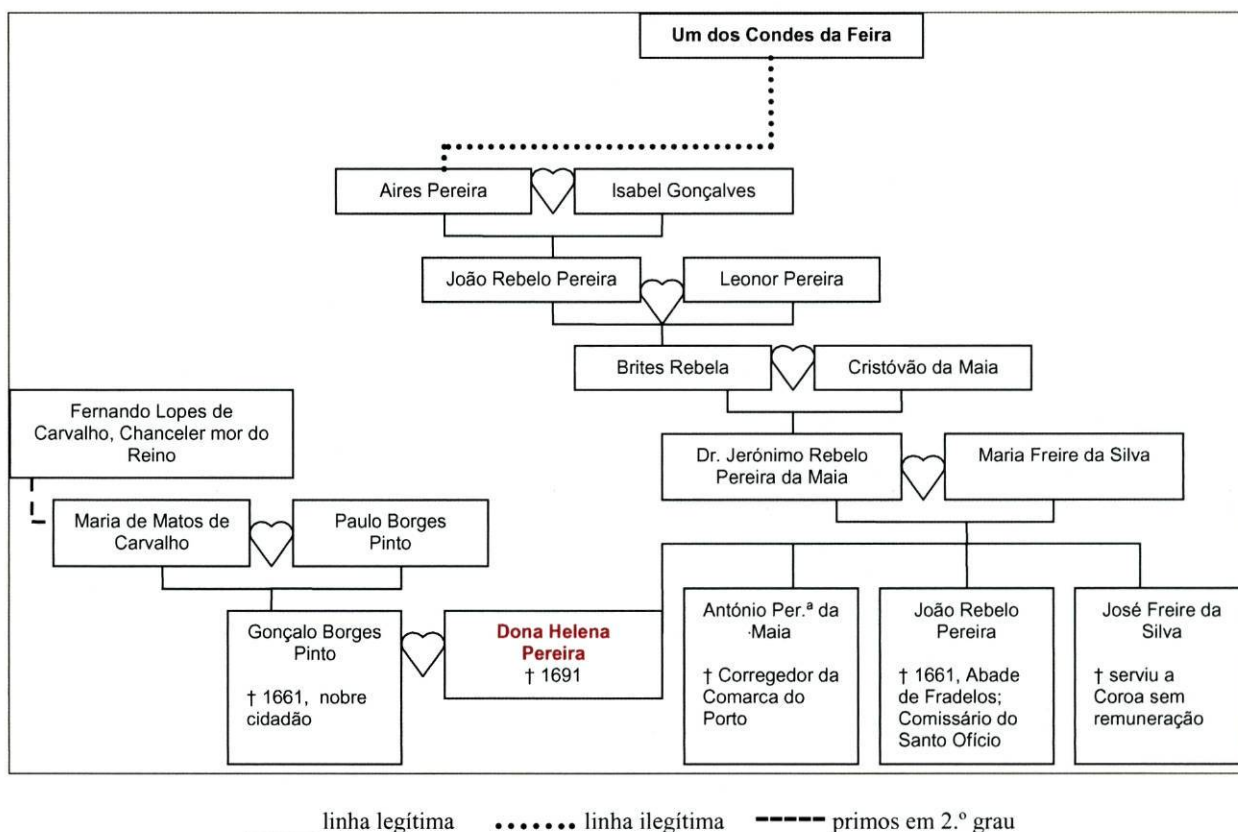 Um dos Condes da Feira
Aires Pereira
Isabel Gonçalves
João Rebelo Pereira
Leonor Pereira
Brites Rebela
Cristóvão da Maia
Fernando Lopes de
Carvalho, Chanceler mor do
Reino
Dr. Jerónimo Rebelo
Pereira da Maia
Maria Freire da Silva
Maria de Matos de
Carvalho
Paulo Borges
Pinto
Gonçalo Borges
Pinto
† 1661, nobre
cidadão
Dona Helena
Pereira
† 1691
António Per.ª da
Maia
† Corregedor da
Comarca do
Porto
João Rebelo
Pereira
† 1661, Abade
de Fradelos;
Comissário do
Santo Ofício
José Freire da
Silva
† serviu a
Coroa sem
remuneração
linha legítima
linha ilegítima
primos em 2.º grau